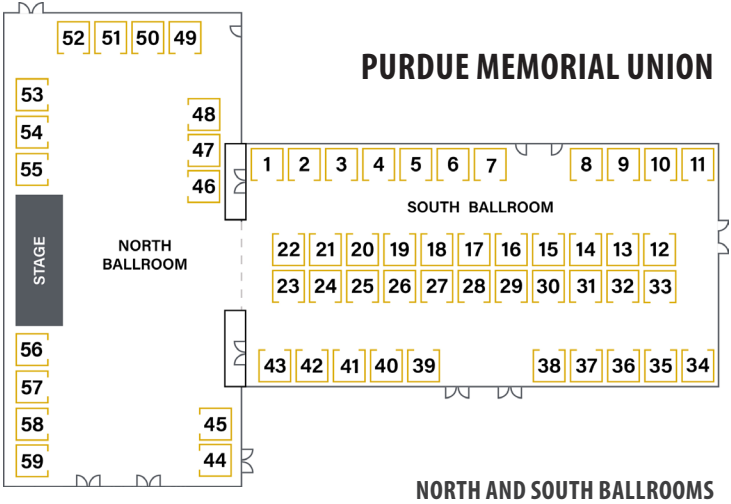 52 51 50 49
PURDUE MEMORIAL UNION
53
48
54
47
55
46
1 2 3 4 5 6 7 8 9 10 11
SOUTH BALLROOM
STAGE
NORTH
BALLROOM
22 21 20 19 18 17 16 15 14 13 12
23 24 25 26 27 28 29 30 31 32 33
56
43 42 41 40 39 38 37 36 35 34
57
58 45
59 44
NORTH AND SOUTH BALLROOMS